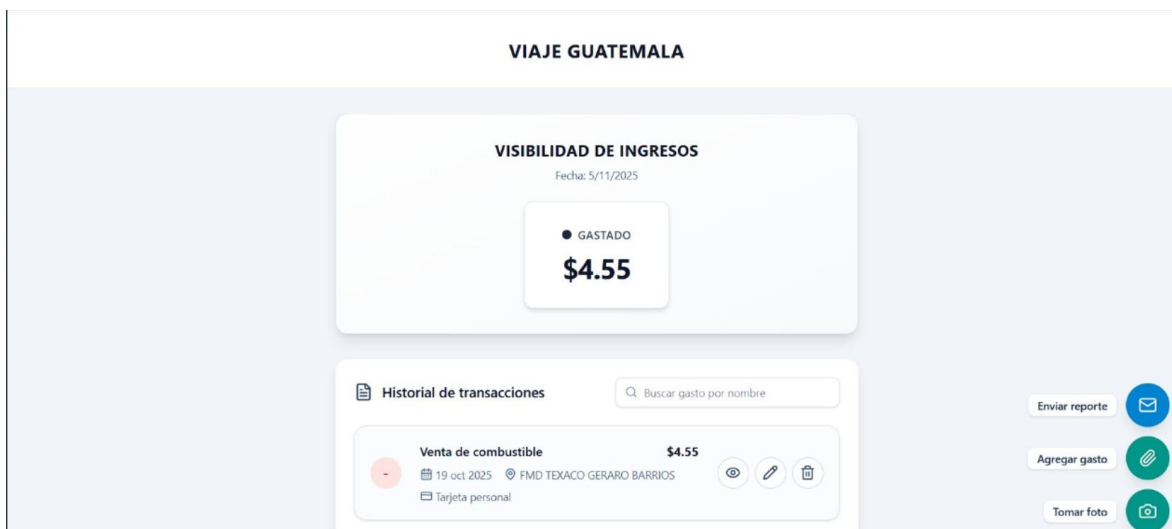 VIAJE GUATEMALA
VISIBILIDAD DE INGRESOS
Fecha: 5/11/2025
GASTADO
$4.55
Historial de transacciones
Buscar gasto por nombre
Venta de combustible
$4.55
-
19 oct 2025
FMD TEXACO GERARO BARRIOS
Tarjeta personal
Enviar reporte
Agregar gasto
Tomar foto